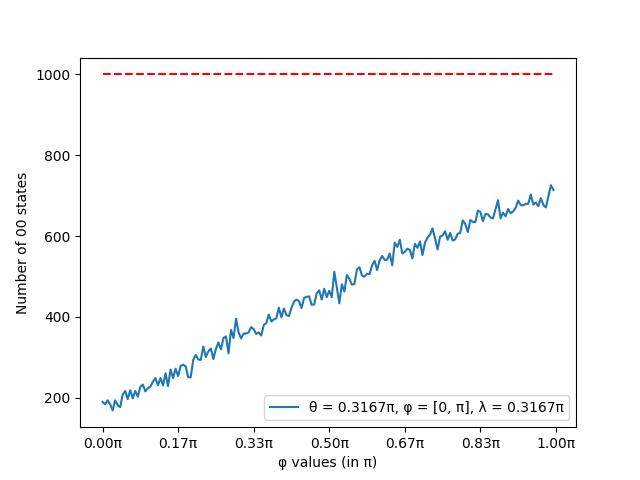 1000
800
600
400
200
Number of 00 states
θ = 0.3167π, φ = [0, π], λ = 0.3167π
0.00π 0.17π 0.33π 0.50π 0.67π 0.83π 1.00π
φ values (in π)